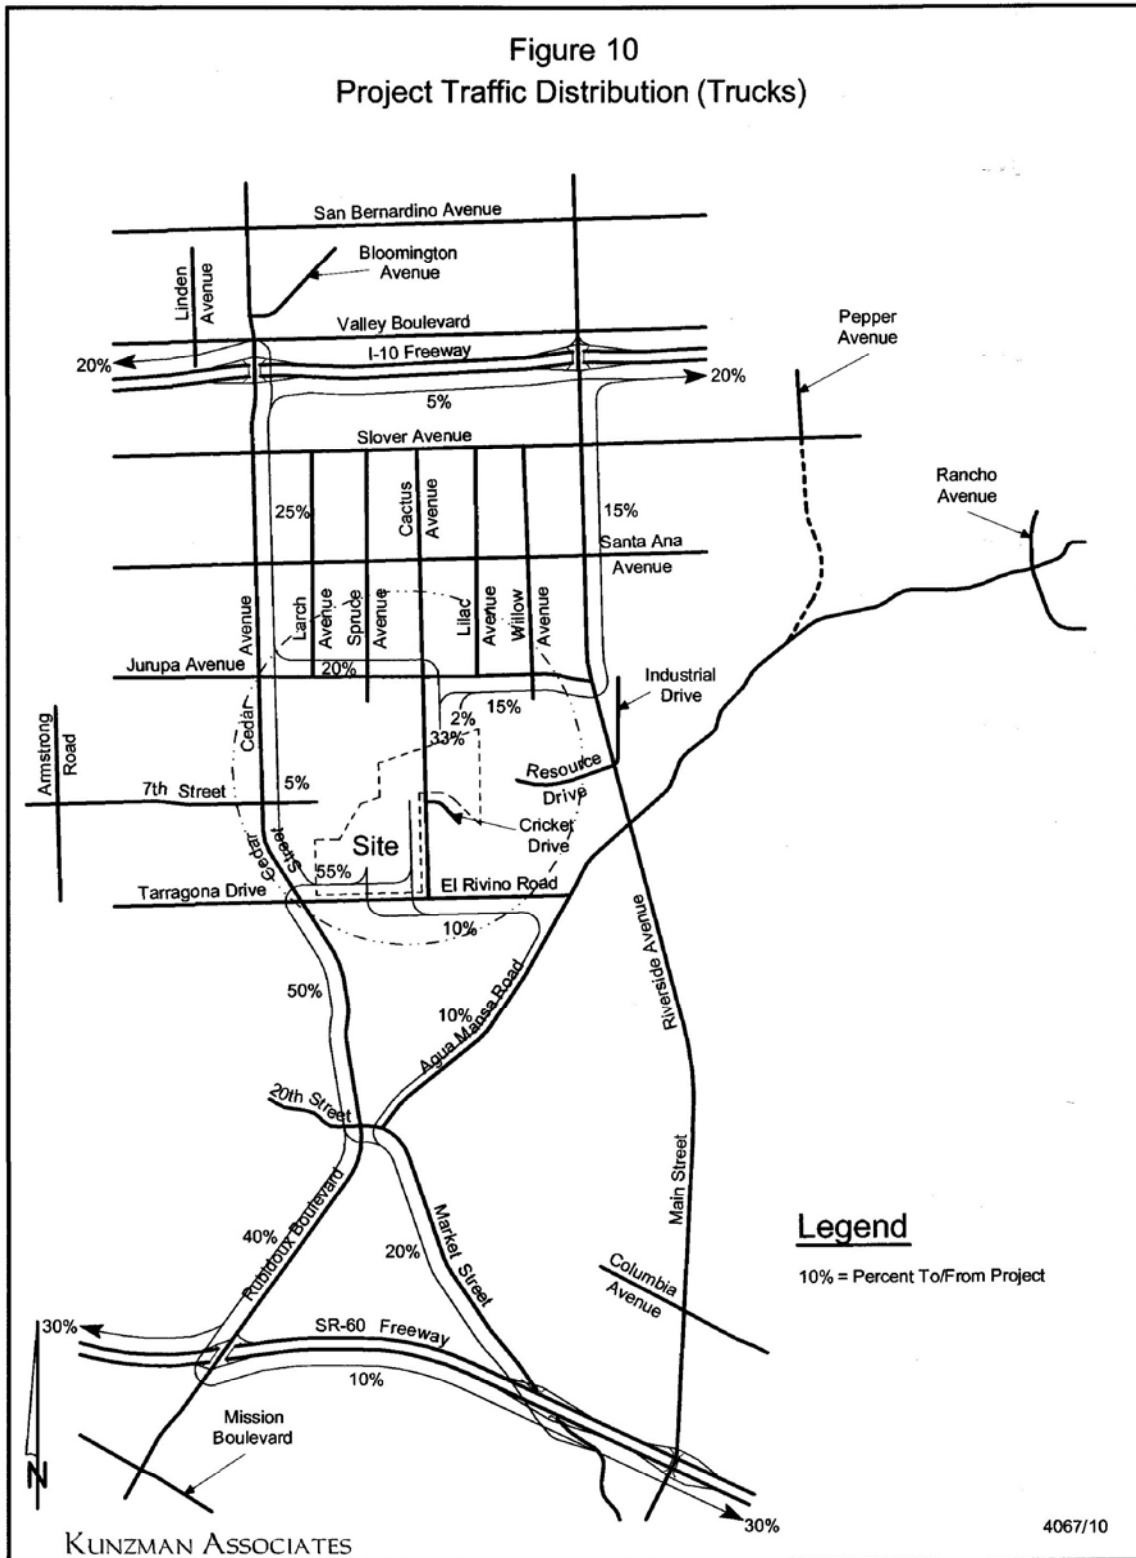 Figure 10
Project Traffic Distribution (Trucks)
San Bernardino Avenue
Bloomington
Avenue
Linden
Avenue
Valley Boulevard
Pepper
Avenue
I-10 Freeway
20%
20%
5%
Slover Avenue
Rancho
Avenue
Cactus
Avenue
25%
15%
Santa Ana
Avenue
Cedar
Avenue
Larch
Avenue
Spruce
Avenue
Lilac
Avenue
Willow
Avenue
Jurupa Avenue
20%
Industrial
Drive
15%
2%
33%
Armstrong
Road
7th Street
5%
Resource
Drive
Cricket
Drive
Cedar
Street
Site
55%
Tarragona Drive
El Rivino Road
10%
Riverside Avenue
50%
10%
Agua Mansa Road
20th Street
Main Street
Rubidoux Boulevard
40%
Market Street
20%
Legend
10% = Percent To/From Project
Columbia
Avenue
30%
SR-60 Freeway
10%
Mission
Boulevard
N
30%
4067/10
KUNZMAN ASSOCIATES